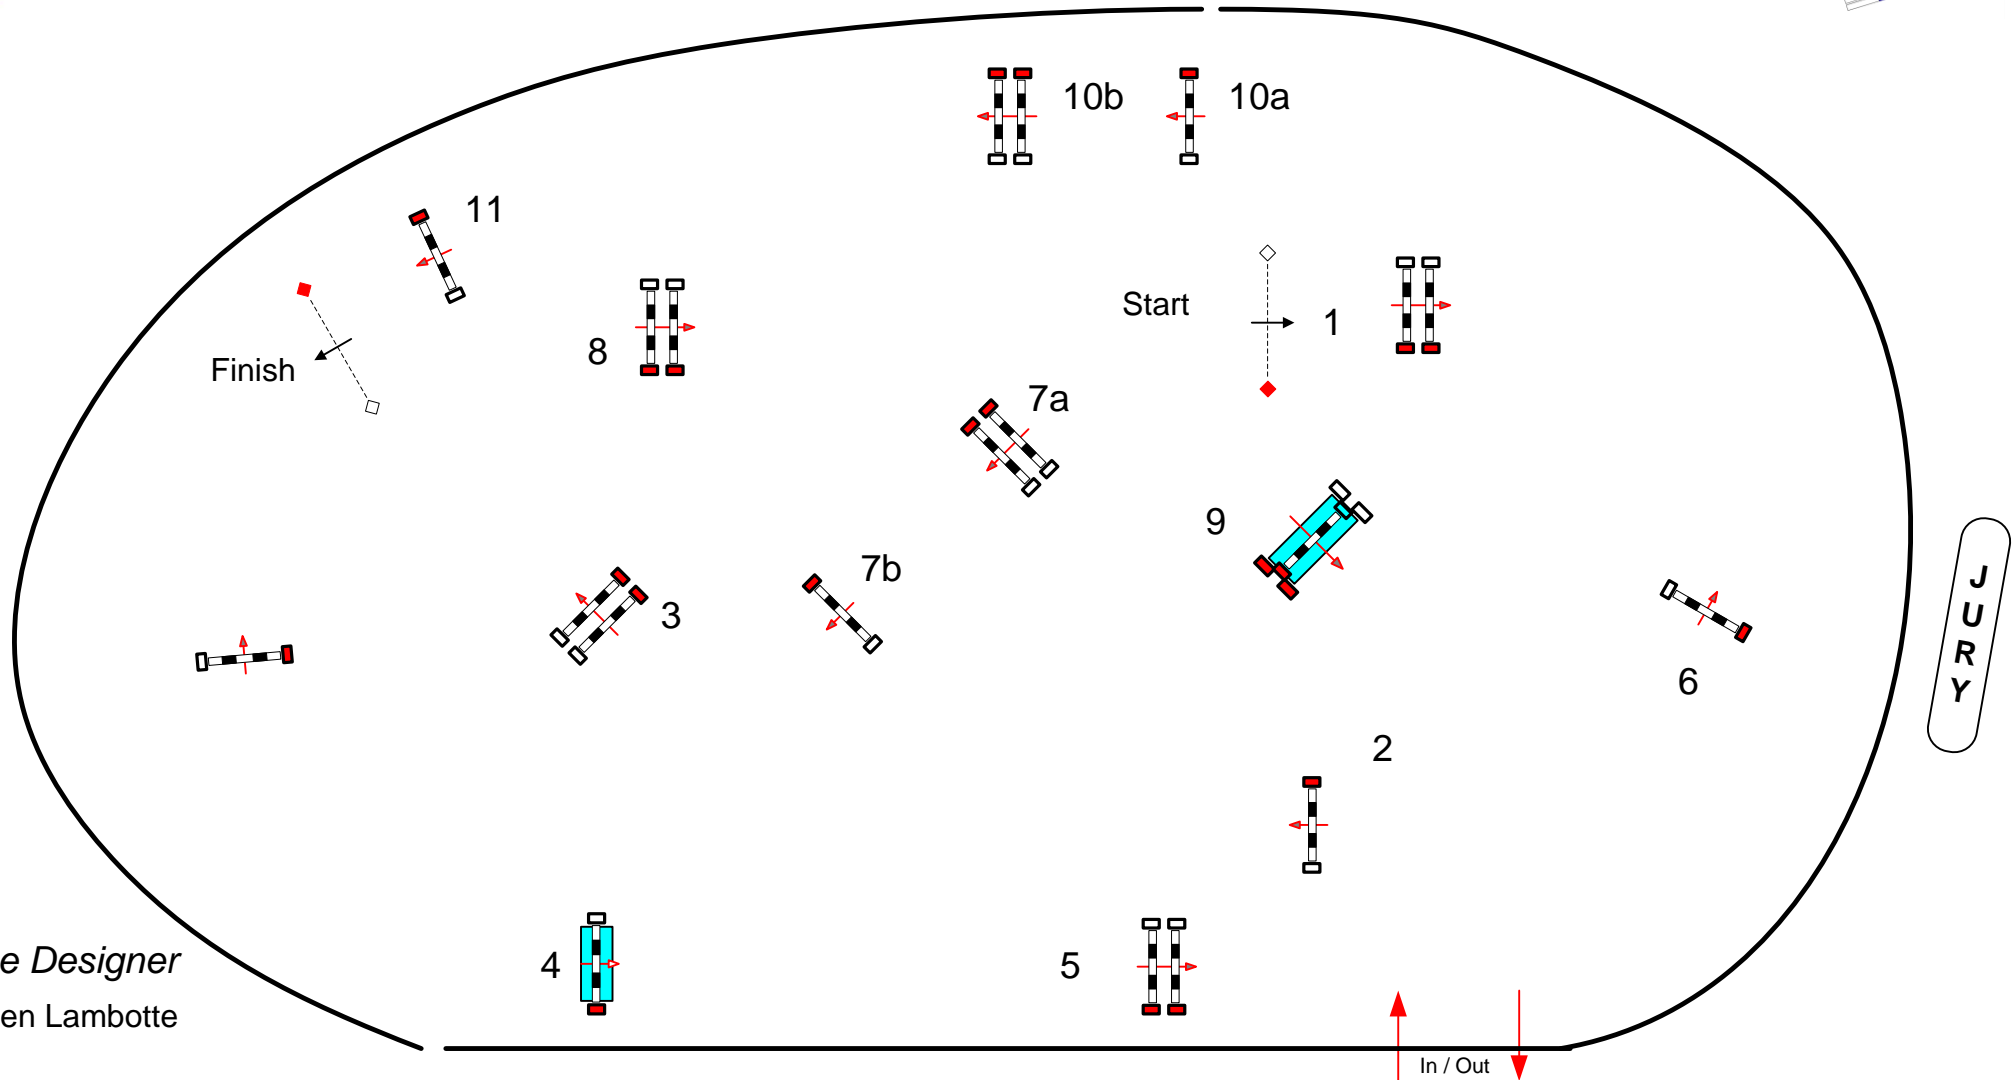 10b
10a
11
Start
1
8
Finish
7a
9
7b
3
J
U
R
Y
6
2
4
5
e Designer
en Lambotte
In / Out